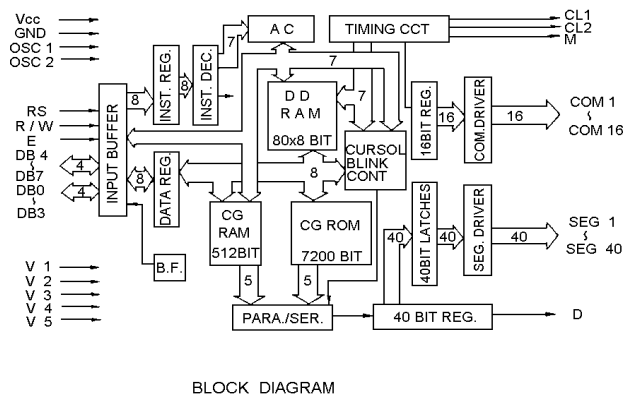 Vcc
GND
OSC 1
OSC 2
RS
R / W
E
DB 4
~
DB7
DB0
~
DB3
V 1
V 2
V 3
V 4
V 5
4
4
INPUT BUFFER
8
8
INST. REG.
8
INST. DEC.
7
DATA REG.
B.F.
A C
TIMING CCT
7
D D
R A M
80x8 BIT
7
CURSOL
BLINK
CONT
8
CG
RAM
512BIT
CG ROM
7200 BIT
5
5
PARA./SER.
40 BIT REG.
16BIT REG.
16
COM.DRIVER
16
40
40BIT LATCHES
40
SEG. DRIVER
40
CL1
CL2
M
COM 1
~
COM 16
SEG 1
~
SEG 40
D
BLOCK DIAGRAM